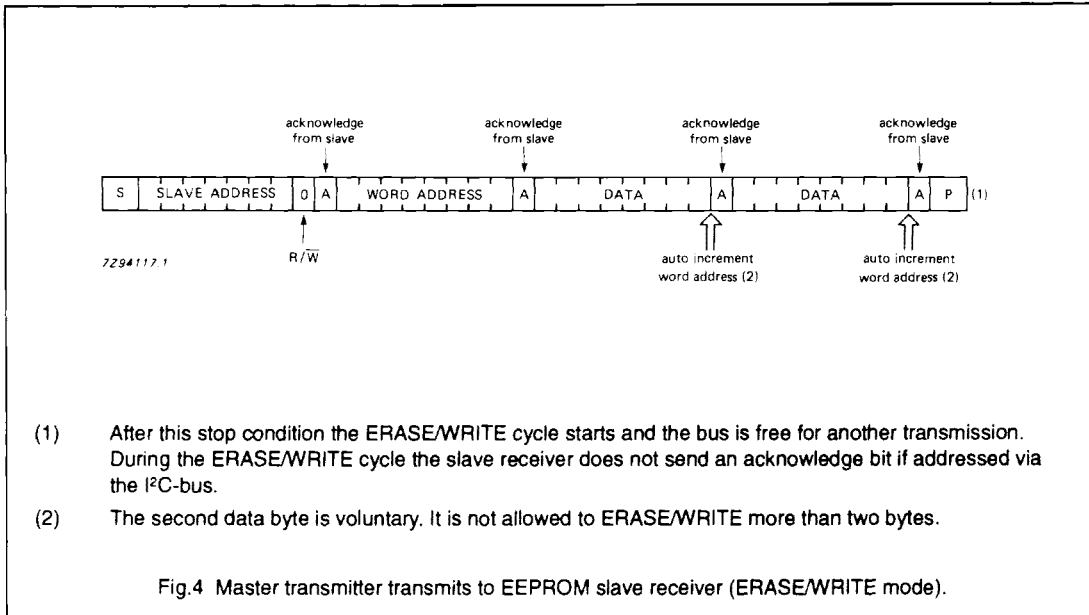 acknowledge from slave
acknowledge from slave
acknowledge from slave
acknowledge from slave
S SLAVE ADDRESS 0 A WORD ADDRESS A DATA A DATA A P (1)
R/W̅
auto increment word address (2)
auto increment word address (2)
7Z94117.1
(1) After this stop condition the ERASE/WRITE cycle starts and the bus is free for another transmission.
During the ERASE/WRITE cycle the slave receiver does not send an acknowledge bit if addressed via
the I²C-bus.
(2) The second data byte is voluntary. It is not allowed to ERASE/WRITE more than two bytes.
Fig.4 Master transmitter transmits to EEPROM slave receiver (ERASE/WRITE mode).